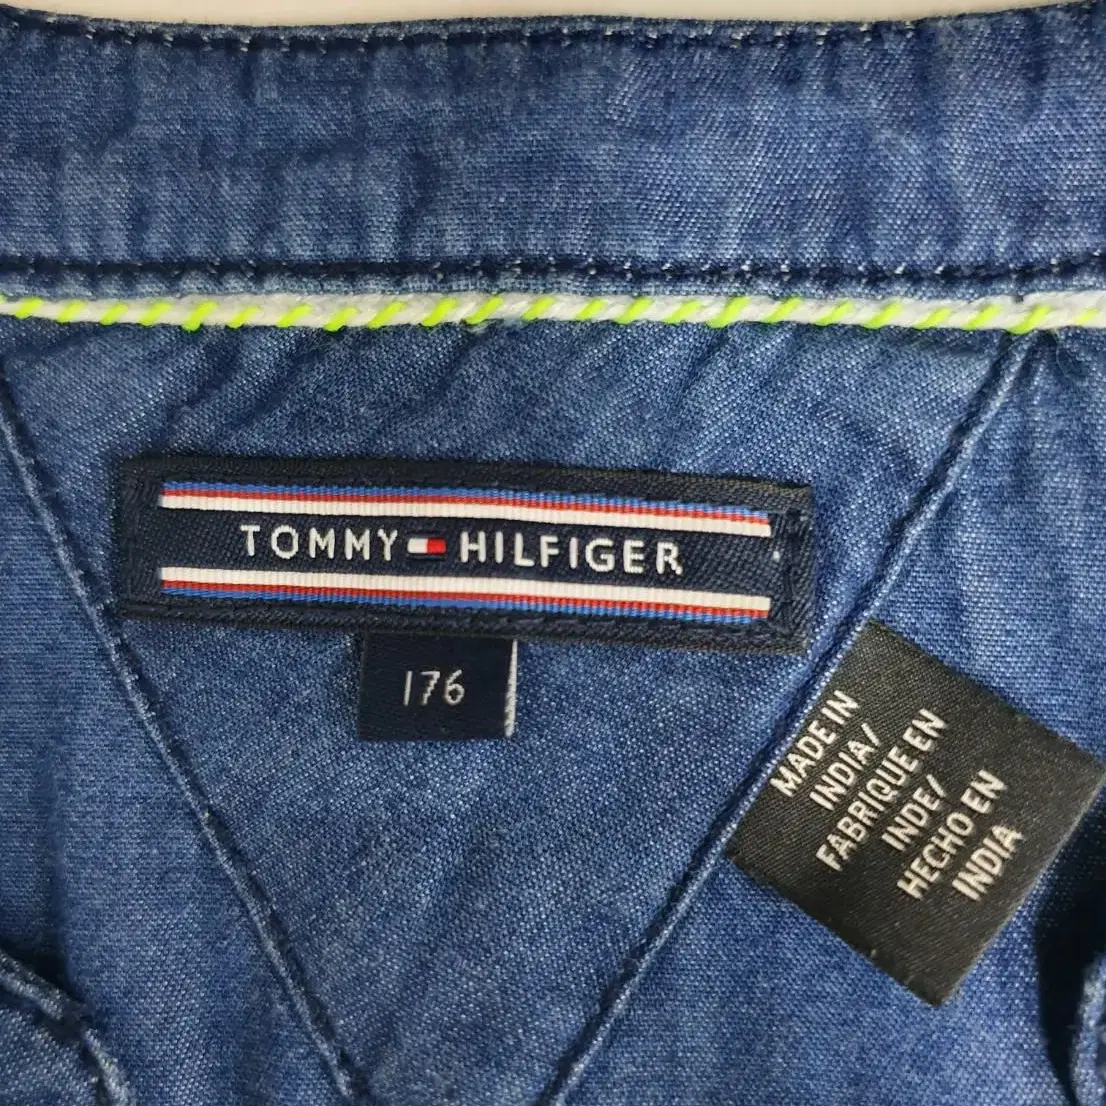 TOMMY HILFIGER
176
MADE IN
INDIA/
FABRIQUE EN
INDE/
HECHO EN
INDIA